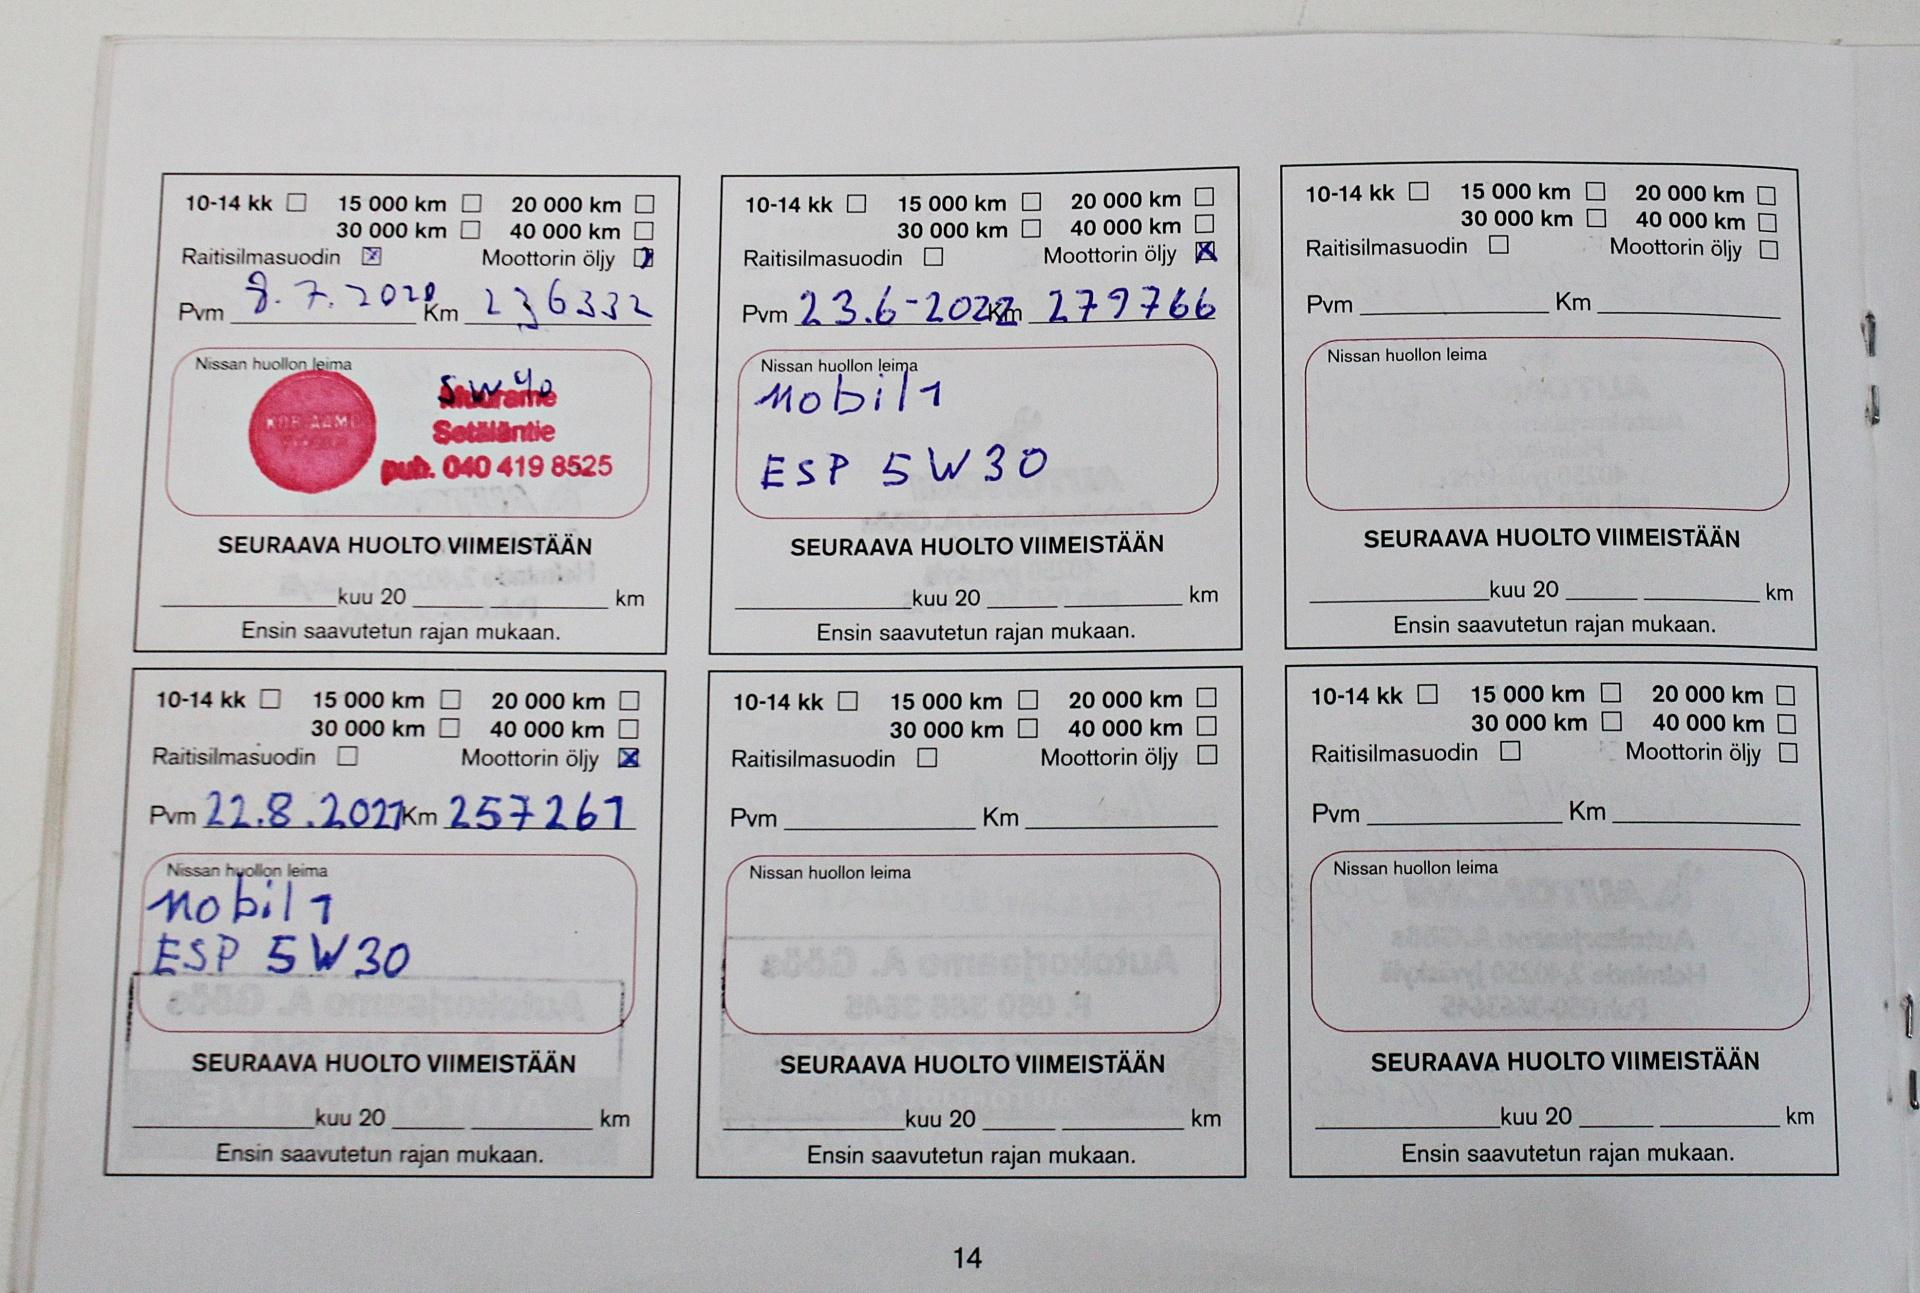 10-14 kk 15 000 km 20 000 km
30 000 km 40 000 km
Raitisilmasuodin Moottorin öljy
Pvm 8.7.2020 Km 236332
Nissan huollon leima
5W40
Muurame
Setäläntie
puh. 040 419 8525
SEURAAVA HUOLTO VIIMEISTÄÄN
kuu 20 km
Ensin saavutetun rajan mukaan.
10-14 kk 15 000 km 20 000 km
30 000 km 40 000 km
Raitisilmasuodin Moottorin öljy
Pvm 23.6-2022 Km 279766
Nissan huollon leima
Mobil 1
ESP 5W30
SEURAAVA HUOLTO VIIMEISTÄÄN
kuu 20 km
Ensin saavutetun rajan mukaan.
10-14 kk 15 000 km 20 000 km
30 000 km 40 000 km
Raitisilmasuodin Moottorin öljy
Pvm Km
Nissan huollon leima
SEURAAVA HUOLTO VIIMEISTÄÄN
kuu 20 km
Ensin saavutetun rajan mukaan.
10-14 kk 15 000 km 20 000 km
30 000 km 40 000 km
Raitisilmasuodin Moottorin öljy
Pvm 22.8.2021 Km 257261
Nissan huollon leima
Mobil 1
ESP 5W30
SEURAAVA HUOLTO VIIMEISTÄÄN
kuu 20 km
Ensin saavutetun rajan mukaan.
10-14 kk 15 000 km 20 000 km
30 000 km 40 000 km
Raitisilmasuodin Moottorin öljy
Pvm Km
Nissan huollon leima
SEURAAVA HUOLTO VIIMEISTÄÄN
kuu 20 km
Ensin saavutetun rajan mukaan.
10-14 kk 15 000 km 20 000 km
30 000 km 40 000 km
Raitisilmasuodin Moottorin öljy
Pvm Km
Nissan huollon leima
SEURAAVA HUOLTO VIIMEISTÄÄN
kuu 20 km
Ensin saavutetun rajan mukaan.
14